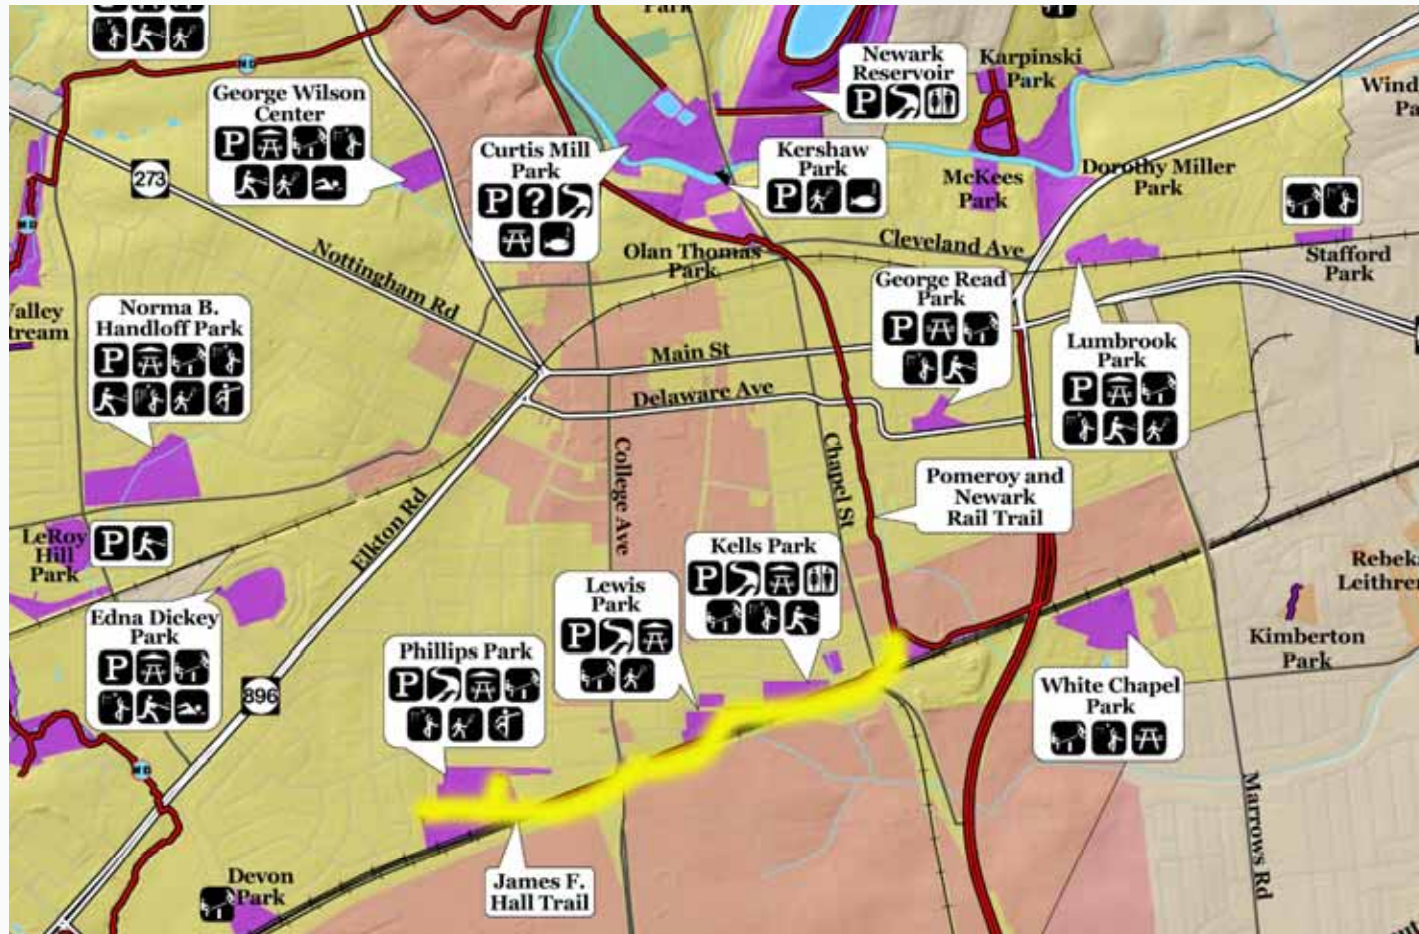 Park
Newark
Reservoir
P
Karpinski
Park
Wind
Pa
George Wilson
Center
P
Curtis Mill
Park
P ?
Kershaw
Park
P
McKees
Park
Dorothy Miller
Park
273
Nottingham Rd
Olan Thomas
Park
Cleveland Ave
Stafford
Park
Valley
tream
Norma B.
Handloff Park
P
George Read
Park
P
Lumbrook
Park
P
Main St
Delaware Ave
College Ave
Chapel St
Pomeroy and
Newark
Rail Trail
Elkton Rd
LeRoy
Hill
Park
P
Kells Park
P
Lewis
Park
P
Rebek
Leithre
Edna Dickey
Park
P
Phillips Park
P
Kimberton
Park
White Chapel
Park
896
Marrows Rd
James F.
Hall Trail
Devon
Park